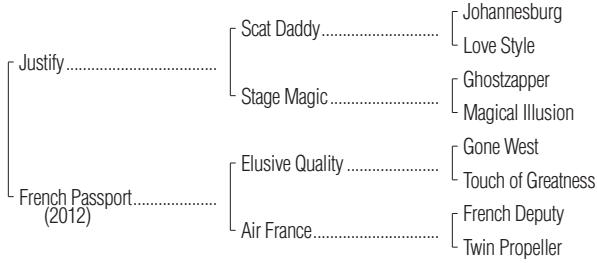 Johannesburg
Scat Daddy
Love Style
Justify
Ghostzapper
Stage Magic
Magical Illusion
Gone West
Elusive Quality
Touch of Greatness
French Passport
(2012)
French Deputy
Air France
Twin Propeller